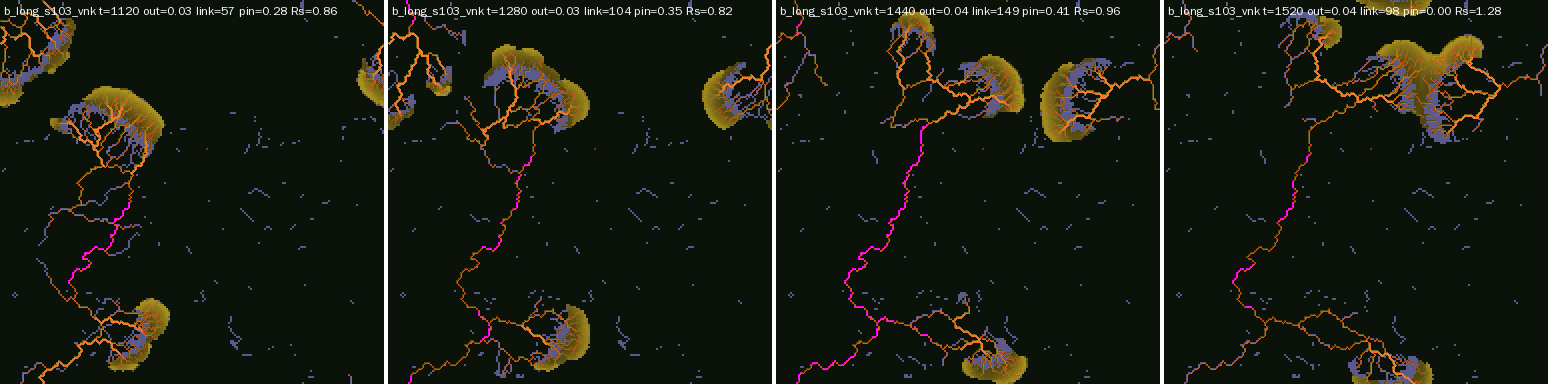 b_long_s103_vnk t=1120 out=0.03 link=57 pin=0.28 Rs=0.86
b_long_s103_vnk t=1280 out=0.03 link=104 pin=0.35 Rs=0.82
b_long_s103_vnk t=1440 out=0.04 link=149 pin=0.41 Rs=0.96
b_long_s103_vnk t=1520 out=0.04 link=98 pin=0.00 Rs=1.28